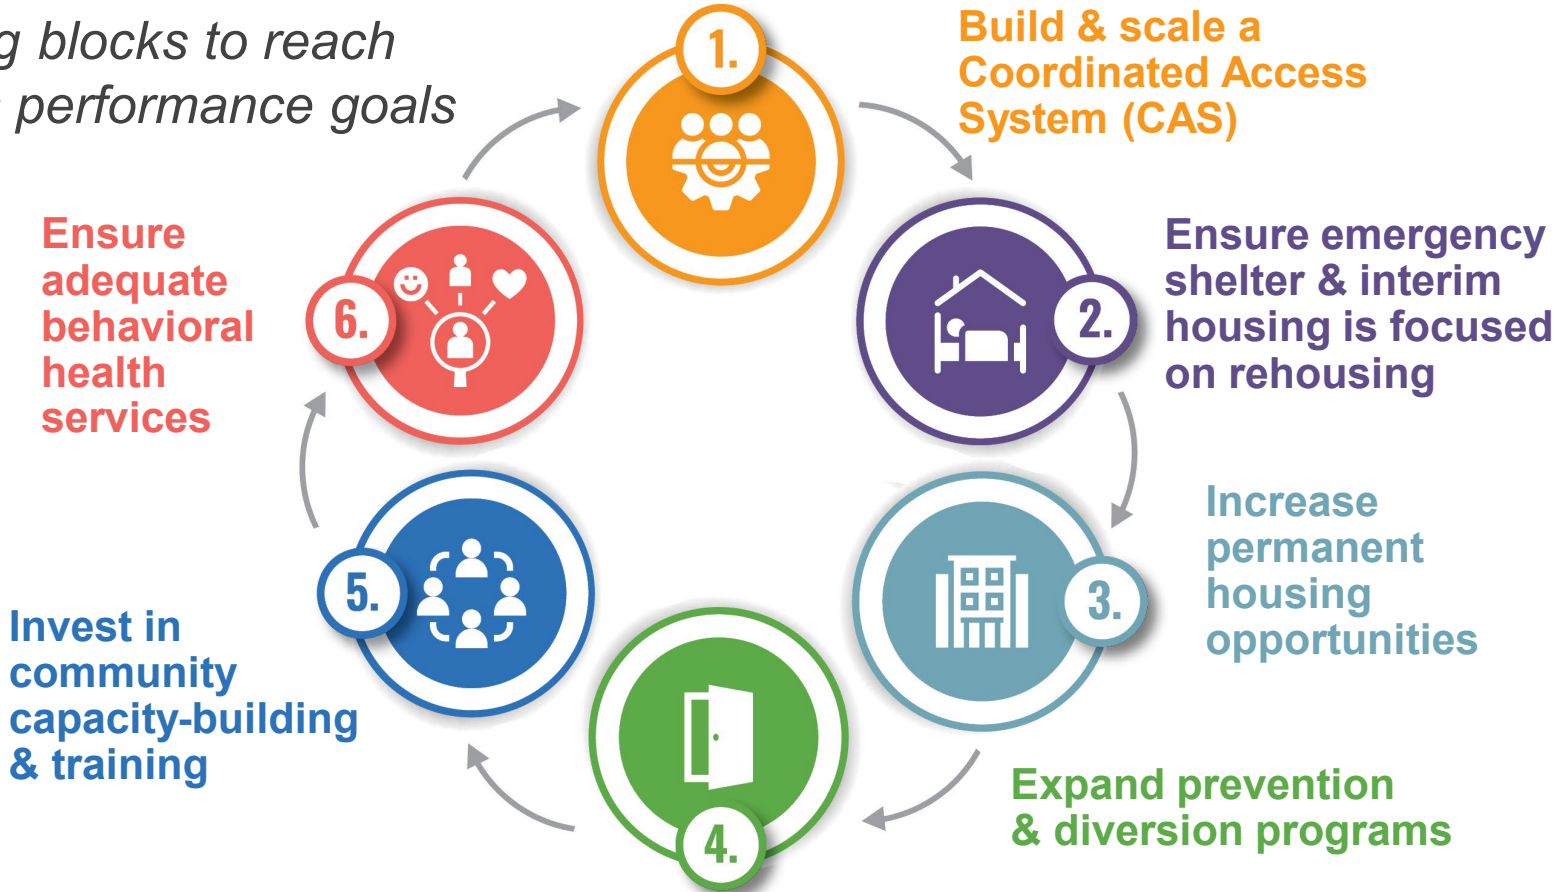 g blocks to reach
performance goals
1.
Build & scale a
Coordinated Access
System (CAS)
2.
Ensure emergency
shelter & interim
housing is focused
on rehousing
3.
Increase
permanent
housing
opportunities
4.
Expand prevention
& diversion programs
5.
Invest in
community
capacity-building
& training
6.
Ensure
adequate
behavioral
health
services